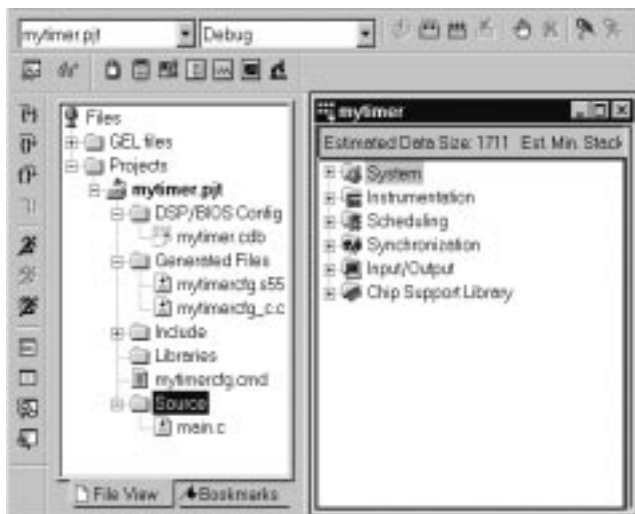 mytimer.pjt
Debug
Files
GEL files
Projects
mytimer.pjt
DSP/BIOS Config
mytimer.cdb
Generated Files
mytimercfg.s55
mytimercfg_c.c
Include
Libraries
mytimercfg.cmd
Source
main.c
File View
Bookmarks
mytimer
Estimated Data Size: 1711 Est. Min. Stack
System
Instrumentation
Scheduling
Synchronization
Input/Output
Chip Support Library